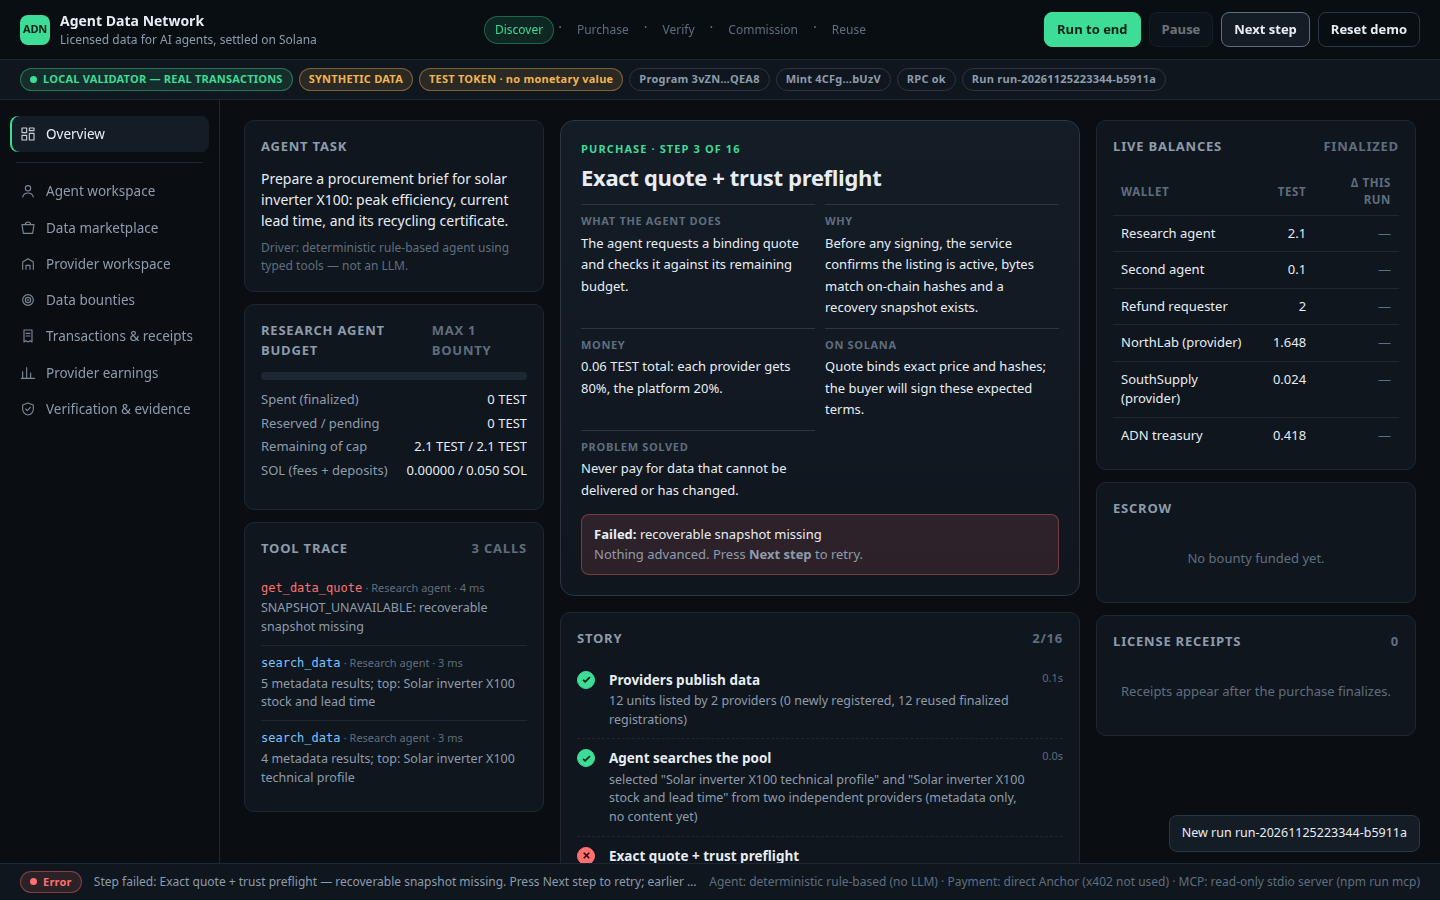 ADN
Agent Data Network
Licensed data for AI agents, settled on Solana
Discover · Purchase · Verify · Commission · Reuse
Run to end
Pause
Next step
Reset demo
LOCAL VALIDATOR — REAL TRANSACTIONS
SYNTHETIC DATA
TEST TOKEN · no monetary value
Program 3vZN…QEA8
Mint 4CFg…bUzV
RPC ok
Run run-20261125223344-b5911a
Overview
Agent workspace
Data marketplace
Provider workspace
Data bounties
Transactions & receipts
Provider earnings
Verification & evidence
AGENT TASK
Prepare a procurement brief for solar
inverter X100: peak efficiency, current
lead time, and its recycling certificate.
Driver: deterministic rule-based agent using
typed tools — not an LLM.
RESEARCH AGENT
BUDGET
MAX 1
BOUNTY
Spent (finalized) 0 TEST
Reserved / pending 0 TEST
Remaining of cap 2.1 TEST / 2.1 TEST
SOL (fees + deposits) 0.00000 / 0.050 SOL
TOOL TRACE 3 CALLS
get_data_quote · Research agent · 4 ms
SNAPSHOT_UNAVAILABLE: recoverable
snapshot missing
search_data · Research agent · 3 ms
5 metadata results; top: Solar inverter X100
stock and lead time
search_data · Research agent · 3 ms
4 metadata results; top: Solar inverter X100
technical profile
PURCHASE · STEP 3 OF 16
Exact quote + trust preflight
WHAT THE AGENT DOES
The agent requests a binding quote
and checks it against its remaining
budget.
WHY
Before any signing, the service
confirms the listing is active, bytes
match on-chain hashes and a
recovery snapshot exists.
MONEY
0.06 TEST total: each provider gets
80%, the platform 20%.
ON SOLANA
Quote binds exact price and hashes;
the buyer will sign these expected
terms.
PROBLEM SOLVED
Never pay for data that cannot be
delivered or has changed.
Failed: recoverable snapshot missing
Nothing advanced. Press Next step to retry.
STORY 2/16
Providers publish data 0.1s
12 units listed by 2 providers (0 newly registered, 12 reused finalized
registrations)
Agent searches the pool 0.0s
selected "Solar inverter X100 technical profile" and "Solar inverter X100
stock and lead time" from two independent providers (metadata only,
no content yet)
Exact quote + trust preflight
LIVE BALANCES FINALIZED
WALLET TEST Δ THIS
RUN
Research agent 2.1 —
Second agent 0.1 —
Refund requester 2 —
NorthLab (provider) 1.648 —
SouthSupply
(provider) 0.024 —
ADN treasury 0.418 —
ESCROW
No bounty funded yet.
LICENSE RECEIPTS 0
Receipts appear after the purchase finalizes.
New run run-20261125223344-b5911a
Error
Step failed: Exact quote + trust preflight — recoverable snapshot missing. Press Next step to retry; earlier …
Agent: deterministic rule-based (no LLM) · Payment: direct Anchor (x402 not used) · MCP: read-only stdio server (npm run mcp)